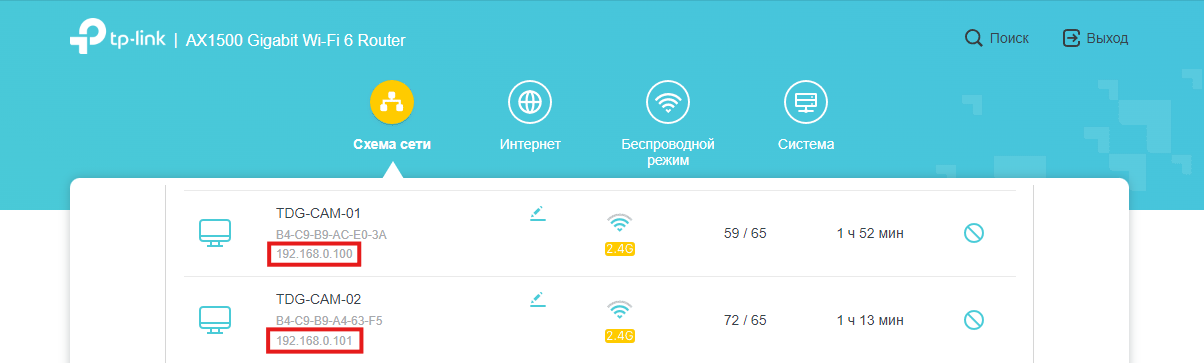 tp-link | AX1500 Gigabit Wi-Fi 6 Router
Поиск
Выход
Схема сети
Интернет
Беспроводной
режим
Система
TDG-CAM-01
B4-C9-B9-AC-E0-3A
192.168.0.100
2.4G
59 / 65
1 ч 52 мин
TDG-CAM-02
B4-C9-B9-A4-63-F5
192.168.0.101
2.4G
72 / 65
1 ч 13 мин